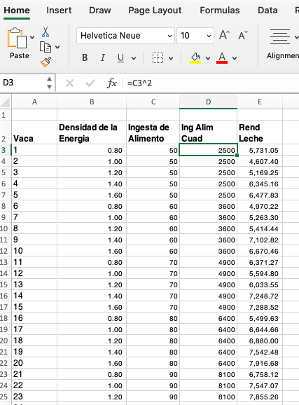 Home Insert Draw Page Layout Formulas Data R
Paste
Helvetica Neue 10 A A
B I U A
Alignmen
D3 fx =C3^2
A B C D E
1
2 Vaca Densidad de la Energia Ingesta de Alimento Ing Alim Cuad Rend Leche
3 1 0.80 50 2500 5,731.05
4 2 1.00 50 2500 4,607.40
5 3 1.20 50 2500 5,169.25
6 4 1.40 50 2500 6,345.16
7 5 1.60 50 2500 6,477.83
8 6 0.80 60 3600 4,970.22
9 7 1.00 60 3600 5,263.30
10 8 1.20 60 3600 5,414.44
11 9 1.40 60 3600 7,102.82
12 10 1.60 60 3600 6,670.46
13 11 0.80 70 4900 6,371.27
14 12 1.00 70 4900 5,594.80
15 13 1.20 70 4900 6,033.55
16 14 1.40 70 4900 7,248.72
17 15 1.60 70 4900 7,288.52
18 16 0.80 80 6400 5,499.63
19 17 1.00 80 6400 6,644.66
20 18 1.20 80 6400 6,880.00
21 19 1.40 80 6400 7,542.48
22 20 1.60 80 6400 7,916.68
23 21 0.80 90 8100 6,758.12
24 22 1.00 90 8100 7,547.07
25 23 1.20 90 8100 7,855.26